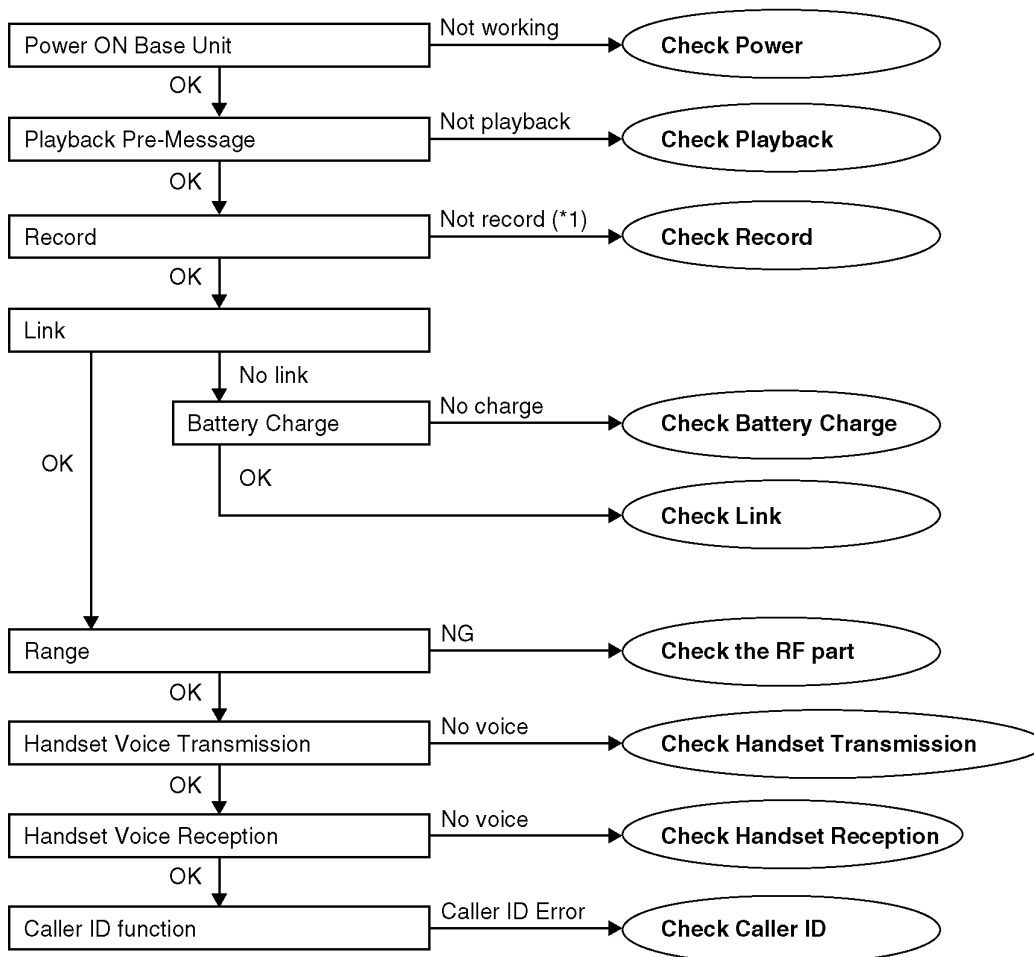 Power ON Base Unit
Not working
Check Power
OK
Playback Pre-Message
Not playback
Check Playback
OK
Record
Not record (*1)
Check Record
OK
Link
No link
Battery Charge
No charge
Check Battery Charge
OK
OK
Check Link
Range
NG
Check the RF part
OK
Handset Voice Transmission
No voice
Check Handset Transmission
OK
Handset Voice Reception
No voice
Check Handset Reception
OK
Caller ID function
Caller ID Error
Check Caller ID